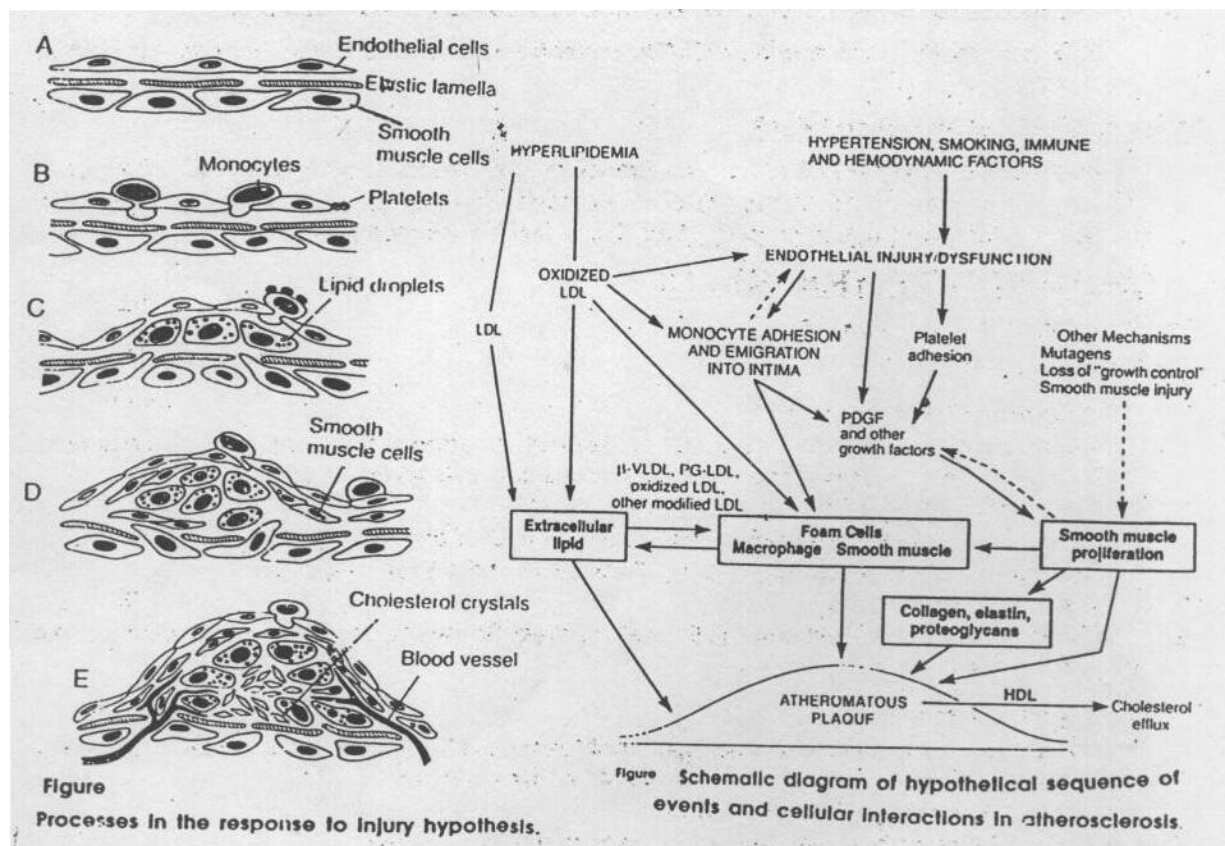 A
Endothelial cells
Elastic lamella
Smooth
muscle cells
B
Monocytes
Platelets
C
Lipid droplets
D
Smooth
muscle cells
E
Cholesterol crystals
Blood vessel
Figure
Processes in the response to injury hypothesis.
HYPERLIPIDEMIA
HYPERTENSION, SMOKING, IMMUNE
AND HEMODYNAMIC FACTORS
OXIDIZED
LDL
ENDOTHELIAL INJURY/DYSFUNCTION
LDL
MONOCYTE ADHESION
AND EMIGRATION
INTO INTIMA
Platelet
adhesion
Other Mechanisms
Mutagens
Loss of "growth control"
Smooth muscle injury
PDGF
and other
growth factors
β-VLDL, PG-LDL,
oxidized LDL,
other modified LDL
Extracellular
lipid
Foam Cells
Macrophage Smooth muscle
Smooth muscle
proliferation
Collagen, elastin,
proteoglycans
ATHEROMATOUS
PLAOUF
HDL
Cholesterol
efflux
Figure Schematic diagram of hypothetical sequence of
events and cellular interactions in atherosclerosis.